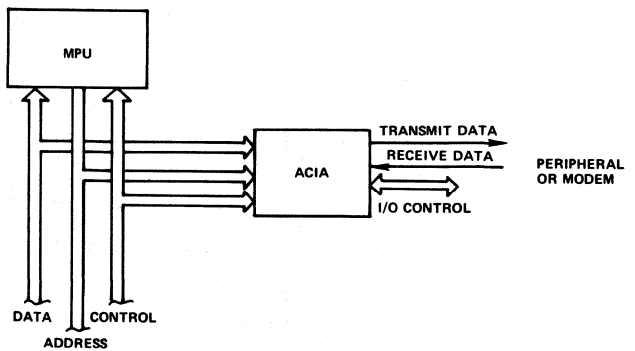 MPU
ACIA
TRANSMIT DATA
RECEIVE DATA
I/O CONTROL
PERIPHERAL
OR MODEM
DATA
CONTROL
ADDRESS